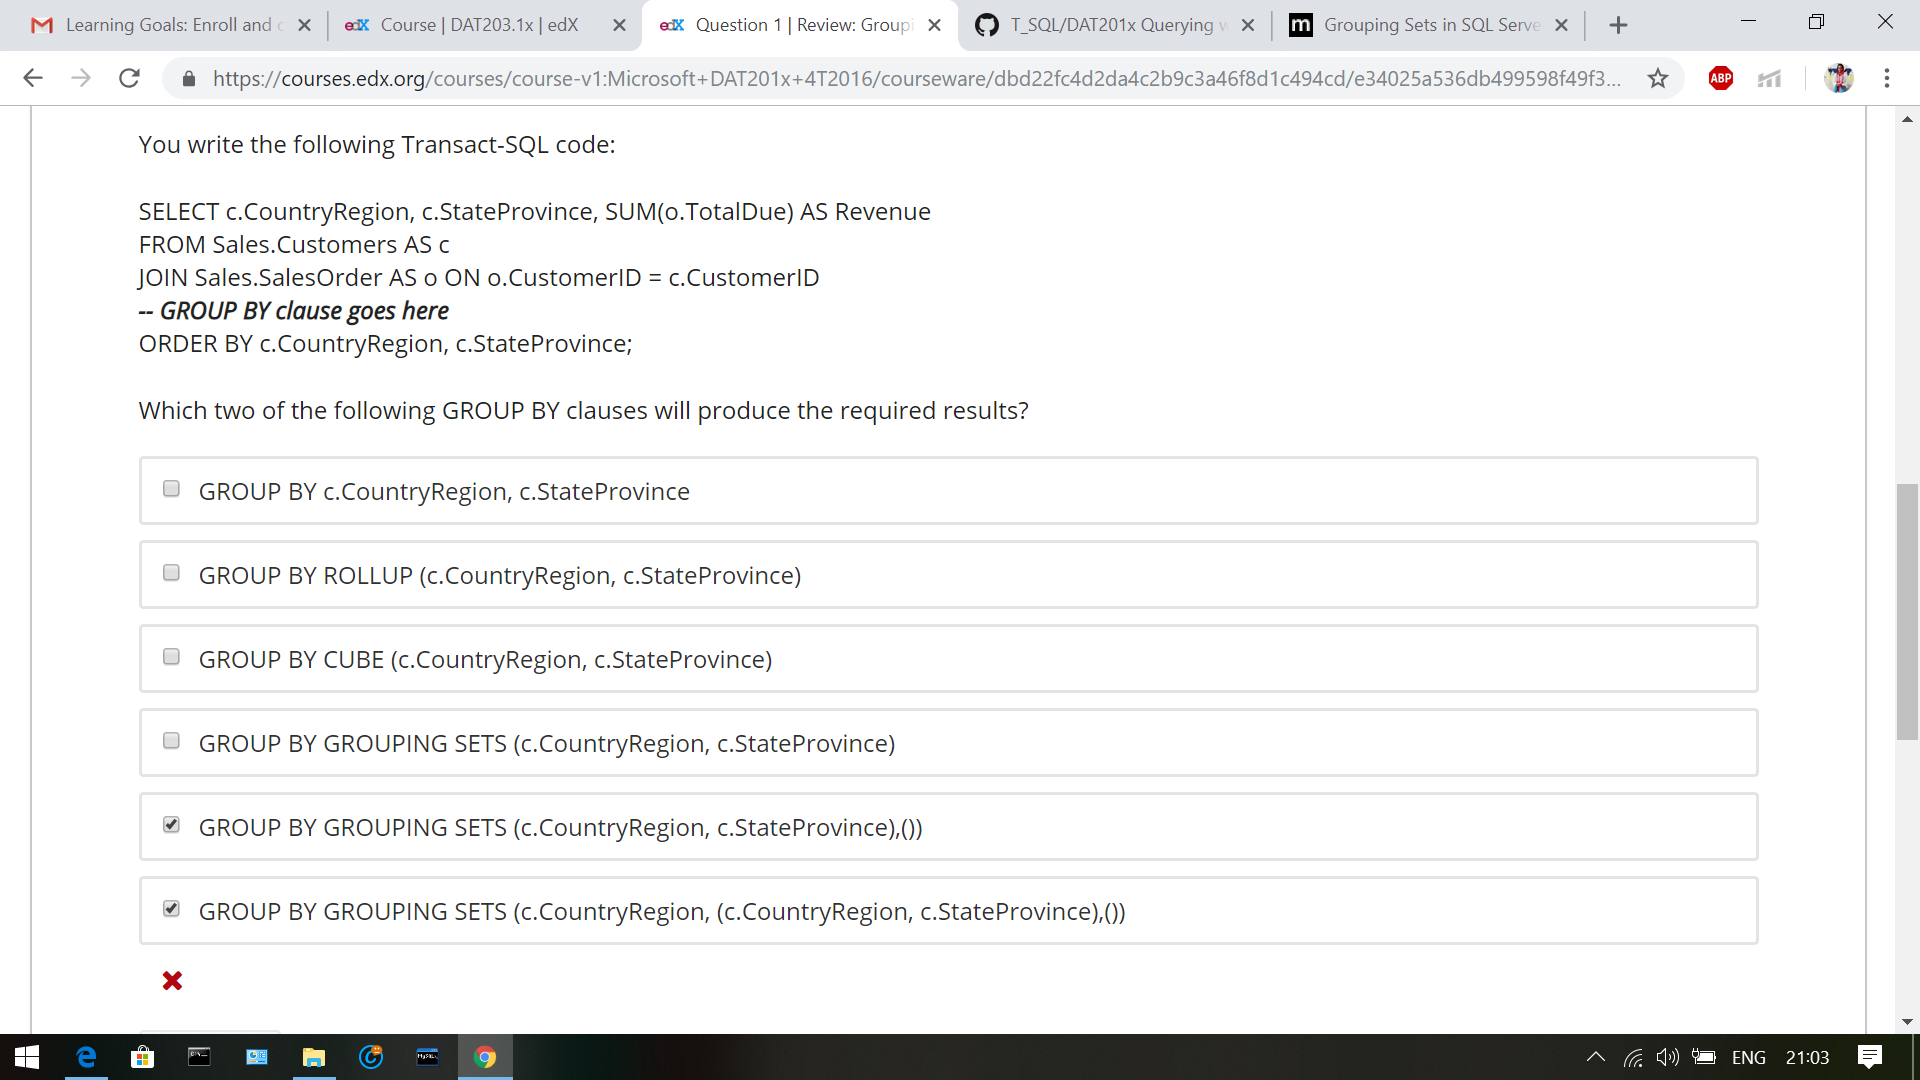 Learning Goals: Enroll and c
edX Course | DAT203.1x | edX
edX Question 1 | Review: Groupi
T_SQL/DAT201x Querying w
m Grouping Sets in SQL Serve
https://courses.edx.org/courses/course-v1:Microsoft+DAT201x+4T2016/courseware/dbd22fc4d2da4c2b9c3a46f8d1c494cd/e34025a536db499598f49f3...
ABP
You write the following Transact-SQL code:
SELECT c.CountryRegion, c.StateProvince, SUM(o.TotalDue) AS Revenue
FROM Sales.Customers AS c
JOIN Sales.SalesOrder AS o ON o.CustomerID = c.CustomerID
-- GROUP BY clause goes here
ORDER BY c.CountryRegion, c.StateProvince;
Which two of the following GROUP BY clauses will produce the required results?
GROUP BY c.CountryRegion, c.StateProvince
GROUP BY ROLLUP (c.CountryRegion, c.StateProvince)
GROUP BY CUBE (c.CountryRegion, c.StateProvince)
GROUP BY GROUPING SETS (c.CountryRegion, c.StateProvince)
GROUP BY GROUPING SETS (c.CountryRegion, c.StateProvince),())
GROUP BY GROUPING SETS (c.CountryRegion, (c.CountryRegion, c.StateProvince),())
ENG 21:03